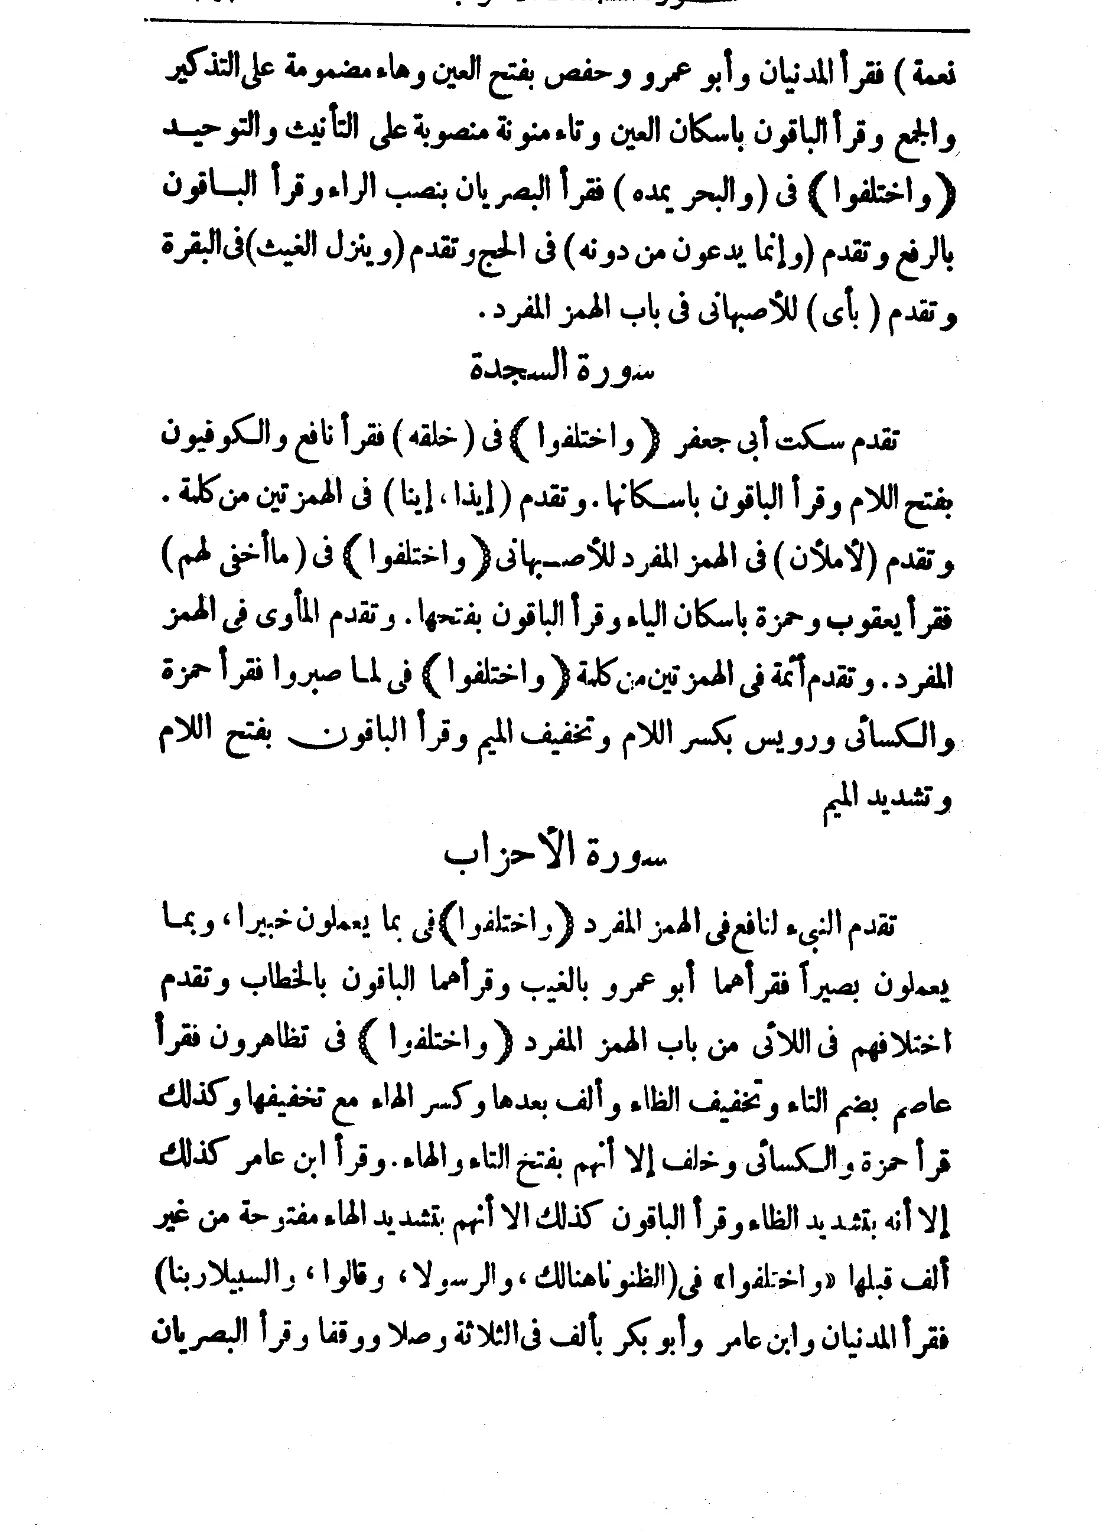 نعمة ) فقرأ المدنيان وأبو عمرو وحفص بفتح العين وهاء مضمومة على التذكير
والجمع وقرأ الباقون باسكان العين وتاء منونة منصوبة على التأنيث والتوحيد
﴿ واختلفوا ﴾ فى ( والبحر يمده ) فقرأ البصريان بنصب الراء وقرأ الباقون
بالرفع وتقدم ( وإنما يدعون من دونه ) فى الحج وتقدم ( وينزل الغيث ) فى البقرة
وتقدم ( بأى ) للأصبهانى فى باب الهمز المفرد .
سورة السجدة
تقدم سكت أبى جعفر ﴿ واختلفوا ﴾ فى ( خلقه ) فقرأ نافع والكوفيون
بفتح اللام وقرأ الباقون باسكانها . وتقدم ( إيذا ، إينا ) فى الهمزتين من كلمة .
وتقدم ( لأملأن ) فى الهمز المفرد للأصبهانى ﴿ واختلفوا ﴾ فى ( ماأخفى لهم )
فقرأ يعقوب وحمزة باسكان الياء وقرأ الباقون بفتحها . وتقدم المأوى فى الهمز
المفرد . وتقدم أئمة فى الهمزتين من كلمة ﴿ واختلفوا ﴾ فى لما صبروا فقرأ حمزة
والكسائى ورويس بكسر اللام وتخفيف الميم وقرأ الباقون بفتح اللام
وتشديد الميم
سورة الأحزاب
تقدم النبىء لنافع فى الهمز المفرد ﴿ واختلفوا ﴾ فى بما يعملون خبيرا ، وبما
يعملون بصيراً فقرأهما أبو عمرو بالغيب وقرأهما الباقون بالخطاب وتقدم
اختلافهم فى اللائى من باب الهمز المفرد ﴿ واختلفوا ﴾ فى تظاهرون فقرأ
عاصم بضم التاء وتخفيف الظاء وألف بعدها وكسر الهاء مع تخفيفها وكذلك
قرأ حمزة والكسائى وخلف إلا أنهم بفتح التاء والهاء . وقرأ ابن عامر كذلك
إلا أنه بتشديد الظاء وقرأ الباقون كذلك الا أنهم بتشديد الهاء مفتوحة من غير
ألف قبلها «واختلفوا» فى ( الظنونا هنالك ، والرسولا ، وقالوا ، والسبيلا ربنا )
فقرأ المدنيان وابن عامر وأبو بكر بألف فى الثلاثة وصلا ووقفا وقرأ البصريان